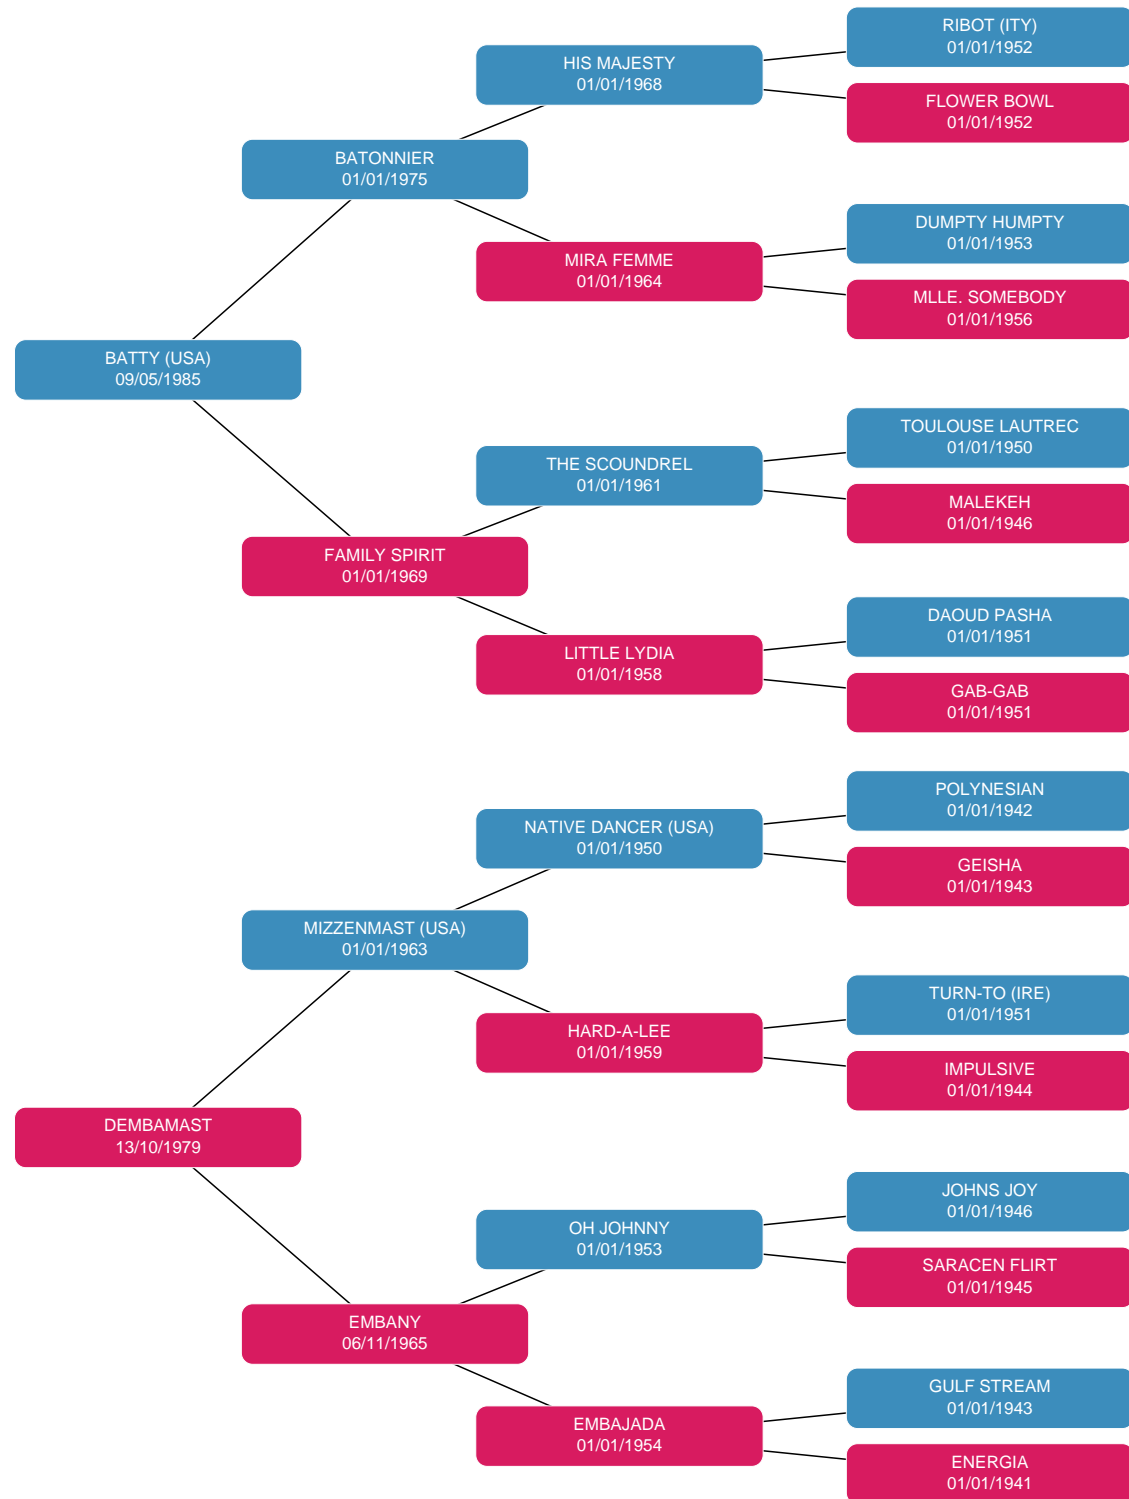 RIBOT (ITY)
01/01/1952
HIS MAJESTY
01/01/1968
FLOWER BOWL
01/01/1952
BATONNIER
01/01/1975
DUMPTY HUMPTY
01/01/1953
MIRA FEMME
01/01/1964
MLLE. SOMEBODY
01/01/1956
BATTY (USA)
09/05/1985
TOULOUSE LAUTREC
01/01/1950
THE SCOUNDREL
01/01/1961
MALEKEH
01/01/1946
FAMILY SPIRIT
01/01/1969
DAOUD PASHA
01/01/1951
LITTLE LYDIA
01/01/1958
GAB-GAB
01/01/1951
POLYNESIAN
01/01/1942
NATIVE DANCER (USA)
01/01/1950
GEISHA
01/01/1943
MIZZENMAST (USA)
01/01/1963
TURN-TO (IRE)
01/01/1951
HARD-A-LEE
01/01/1959
IMPULSIVE
01/01/1944
DEMBAMAST
13/10/1979
JOHNS JOY
01/01/1946
OH JOHNNY
01/01/1953
SARACEN FLIRT
01/01/1945
EMBANY
06/11/1965
GULF STREAM
01/01/1943
EMBAJADA
01/01/1954
ENERGIA
01/01/1941